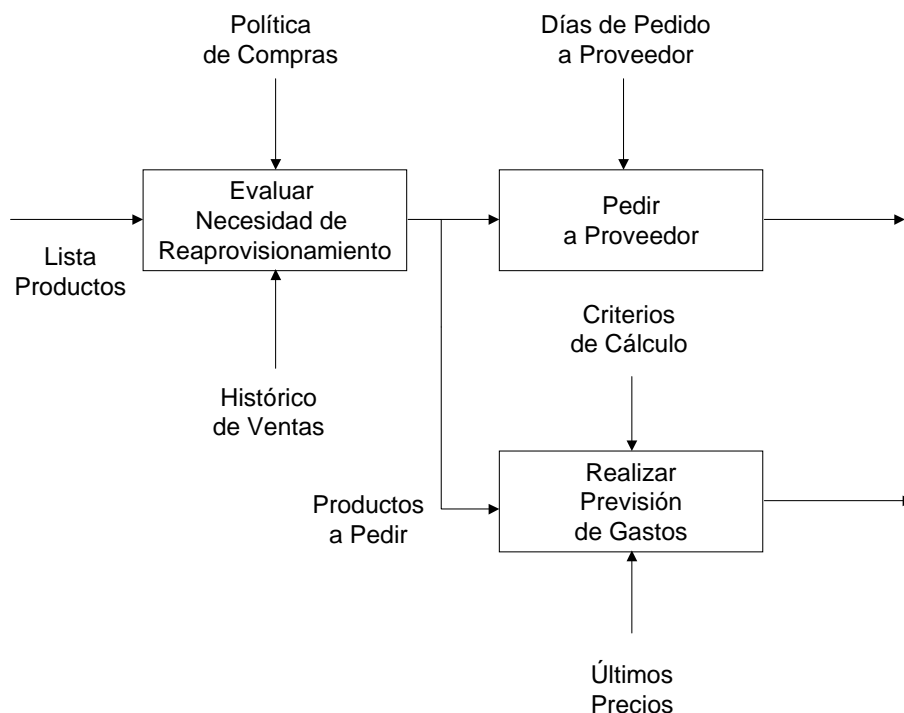 Política
de Compras
Días de Pedido
a Proveedor
Evaluar
Necesidad de
Reaprovisionamiento
Pedir
a Proveedor
Lista
Productos
Criterios
de Cálculo
Histórico
de Ventas
Realizar
Previsión
de Gastos
Productos
a Pedir
Últimos
Precios